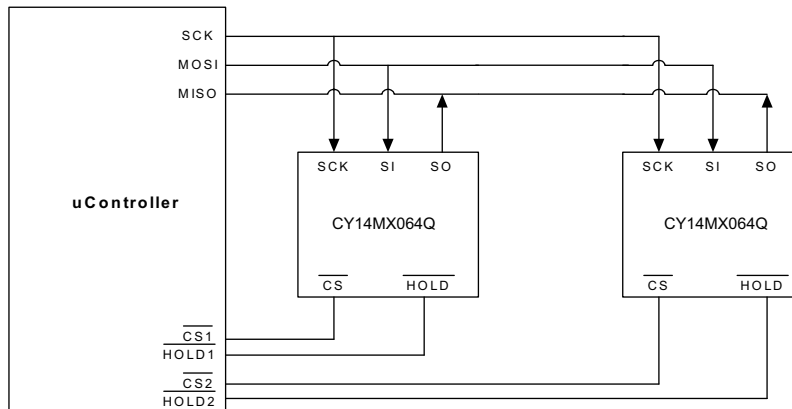 SCK
MOSI
MISO
uController
SCK SI SO
CY14MX064Q
CS HOLD
SCK SI SO
CY14MX064Q
CS HOLD
CS1
HOLD1
CS2
HOLD2